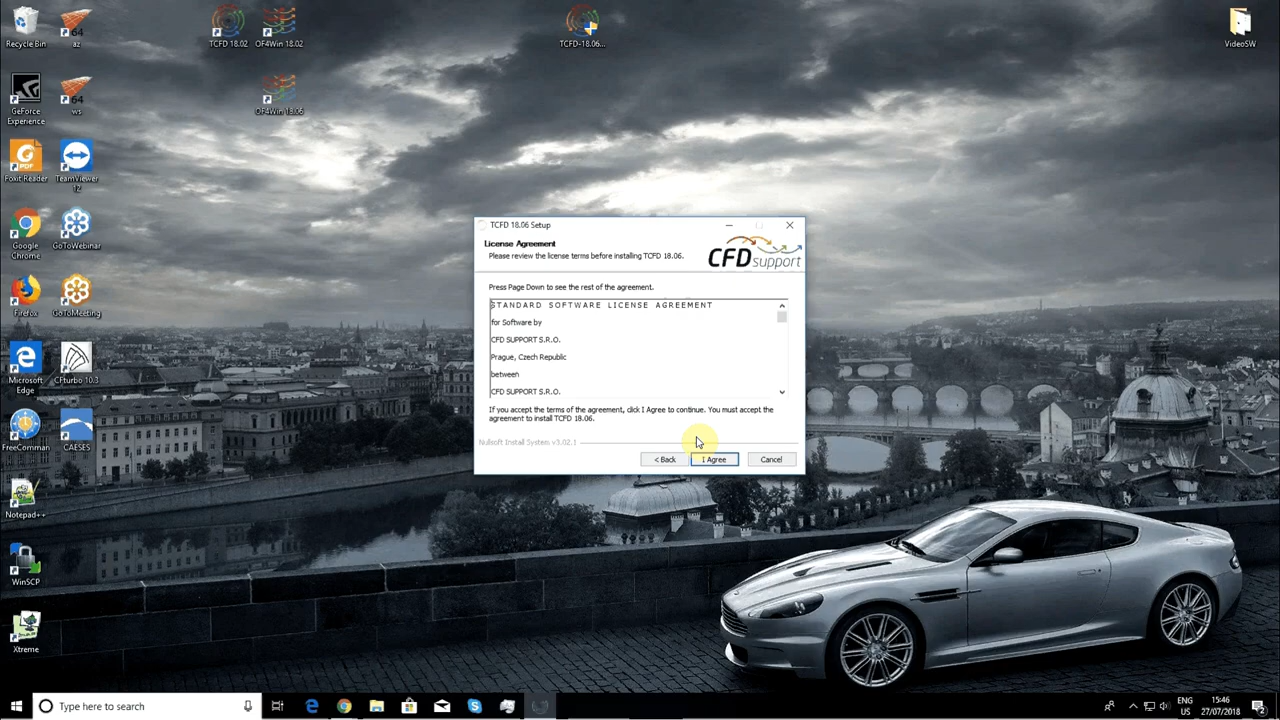 Recycle Bin
az
TCFD 18.02
OF4Win 18.02
TCFD-18.06...
VideoSW
GeForce
Experience
ws
OF4Win 18.06
Foxit Reader
TeamViewer
12
Google
Chrome
GoToWebinar
Firefox
GoToMeeting
Microsoft
Edge
CFturbo 10.3
FreeComman
CAESES
Notepad++
WinSCP
Xtreme
TCFD 18.06 Setup
License Agreement
Please review the license terms before installing TCFD 18.06.
CFD support
Press Page Down to see the rest of the agreement.
STANDARD SOFTWARE LICENSE AGREEMENT
for Software by
CFD SUPPORT S.R.O.
Prague, Czech Republic
between
CFD SUPPORT S.R.O.
If you accept the terms of the agreement, click I Agree to continue. You must accept the
agreement to install TCFD 18.06.
Nullsoft Install System v3.02.1
< Back
I Agree
Cancel
Type here to search
ENG
US
15:46
27/07/2018
2